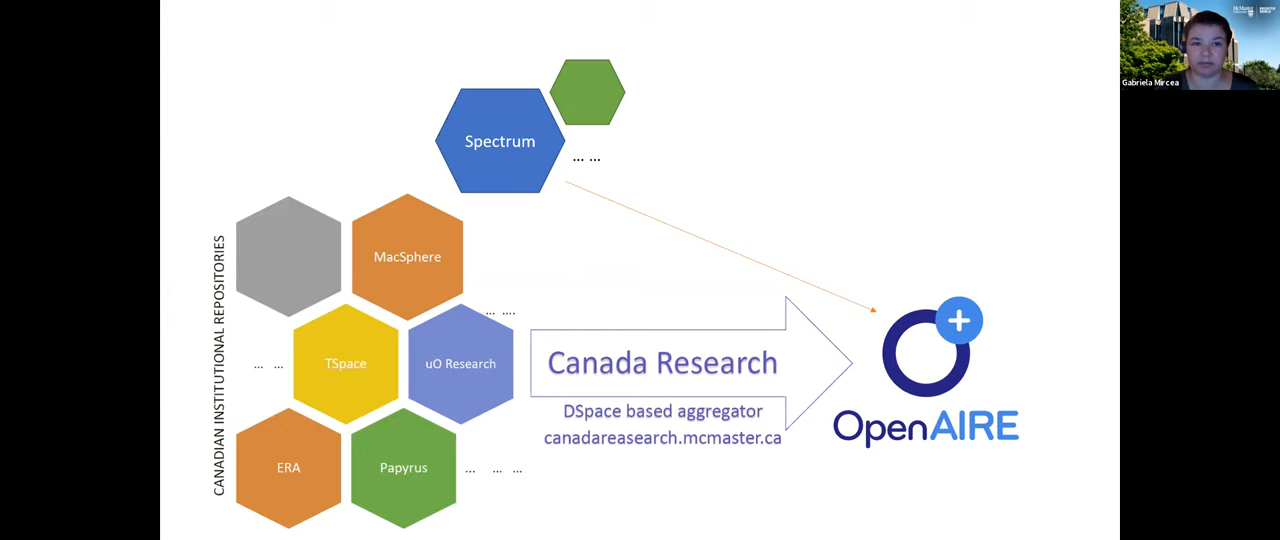 Spectrum
... ...
CANADIAN INSTITUTIONAL REPOSITORIES
MacSphere
... ....
... ...
TSpace
uO Research
Canada Research
DSpace based aggregator
canadareasearch.mcmaster.ca
OpenAIRE
ERA
Papyrus
... ... ...
McMaster
Gabriela Mircea